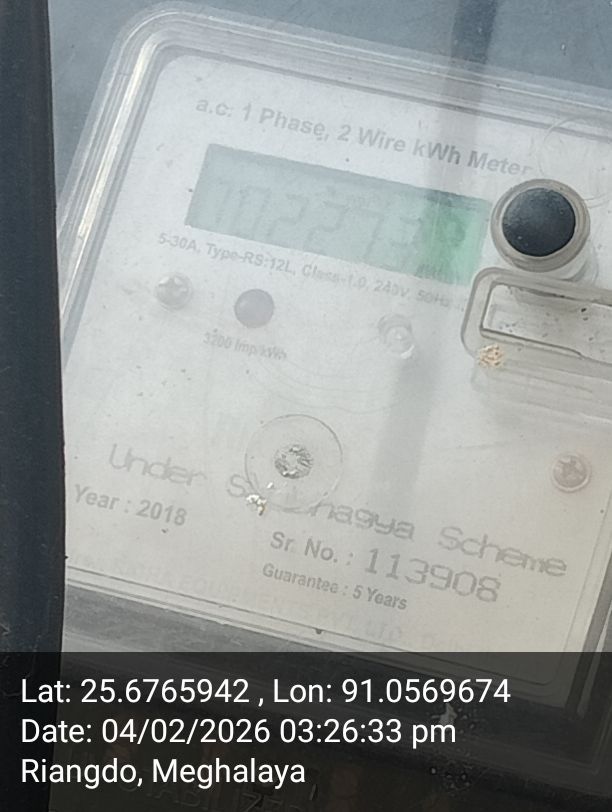 a.c. 1 Phase, 2 Wire kWh Meter
5-30A, Type-RS:12L, Class-1.0, 240V, 50Hz
3200 Imp/kWh
Under Scheme
Year : 2018
Sr. No. : 113908
Guarantee : 5 Years
Lat: 25.6765942 , Lon: 91.0569674
Date: 04/02/2026 03:26:33 pm
Riangdo, Meghalaya